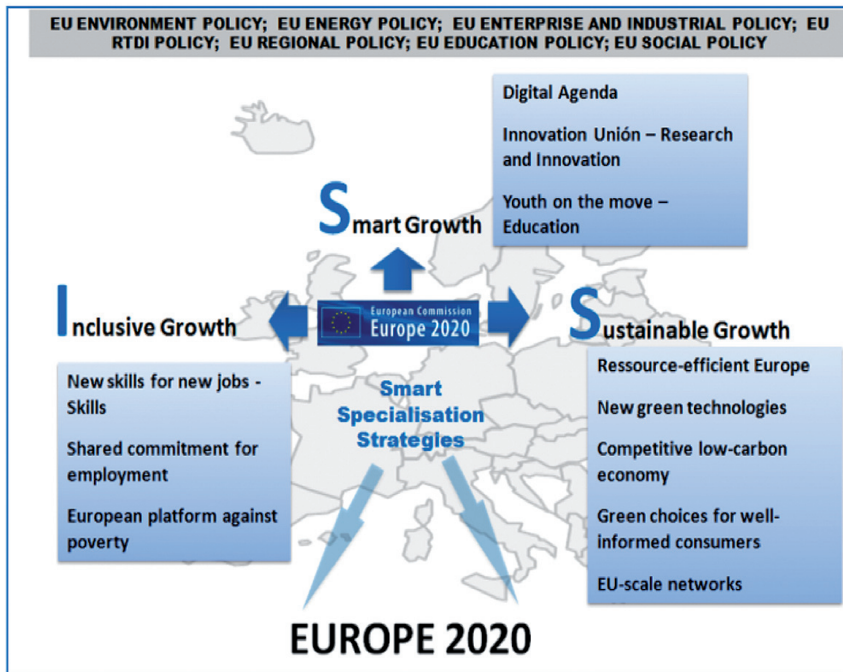 EU ENVIRONMENT POLICY; EU ENERGY POLICY; EU ENTERPRISE AND INDUSTRIAL POLICY; EU
RTDI POLICY; EU REGIONAL POLICY; EU EDUCATION POLICY; EU SOCIAL POLICY
Digital Agenda
Innovation Unión – Research
and Innovation
Youth on the move –
Education
Smart Growth
Inclusive Growth
European Commission
Europe 2020
Sustainable Growth
New skills for new jobs -
Skills
Shared commitment for
employment
European platform against
poverty
Smart
Specialisation
Strategies
Ressource-efficient Europe
New green technologies
Competitive low-carbon
economy
Green choices for well-
informed consumers
EU-scale networks
EUROPE 2020